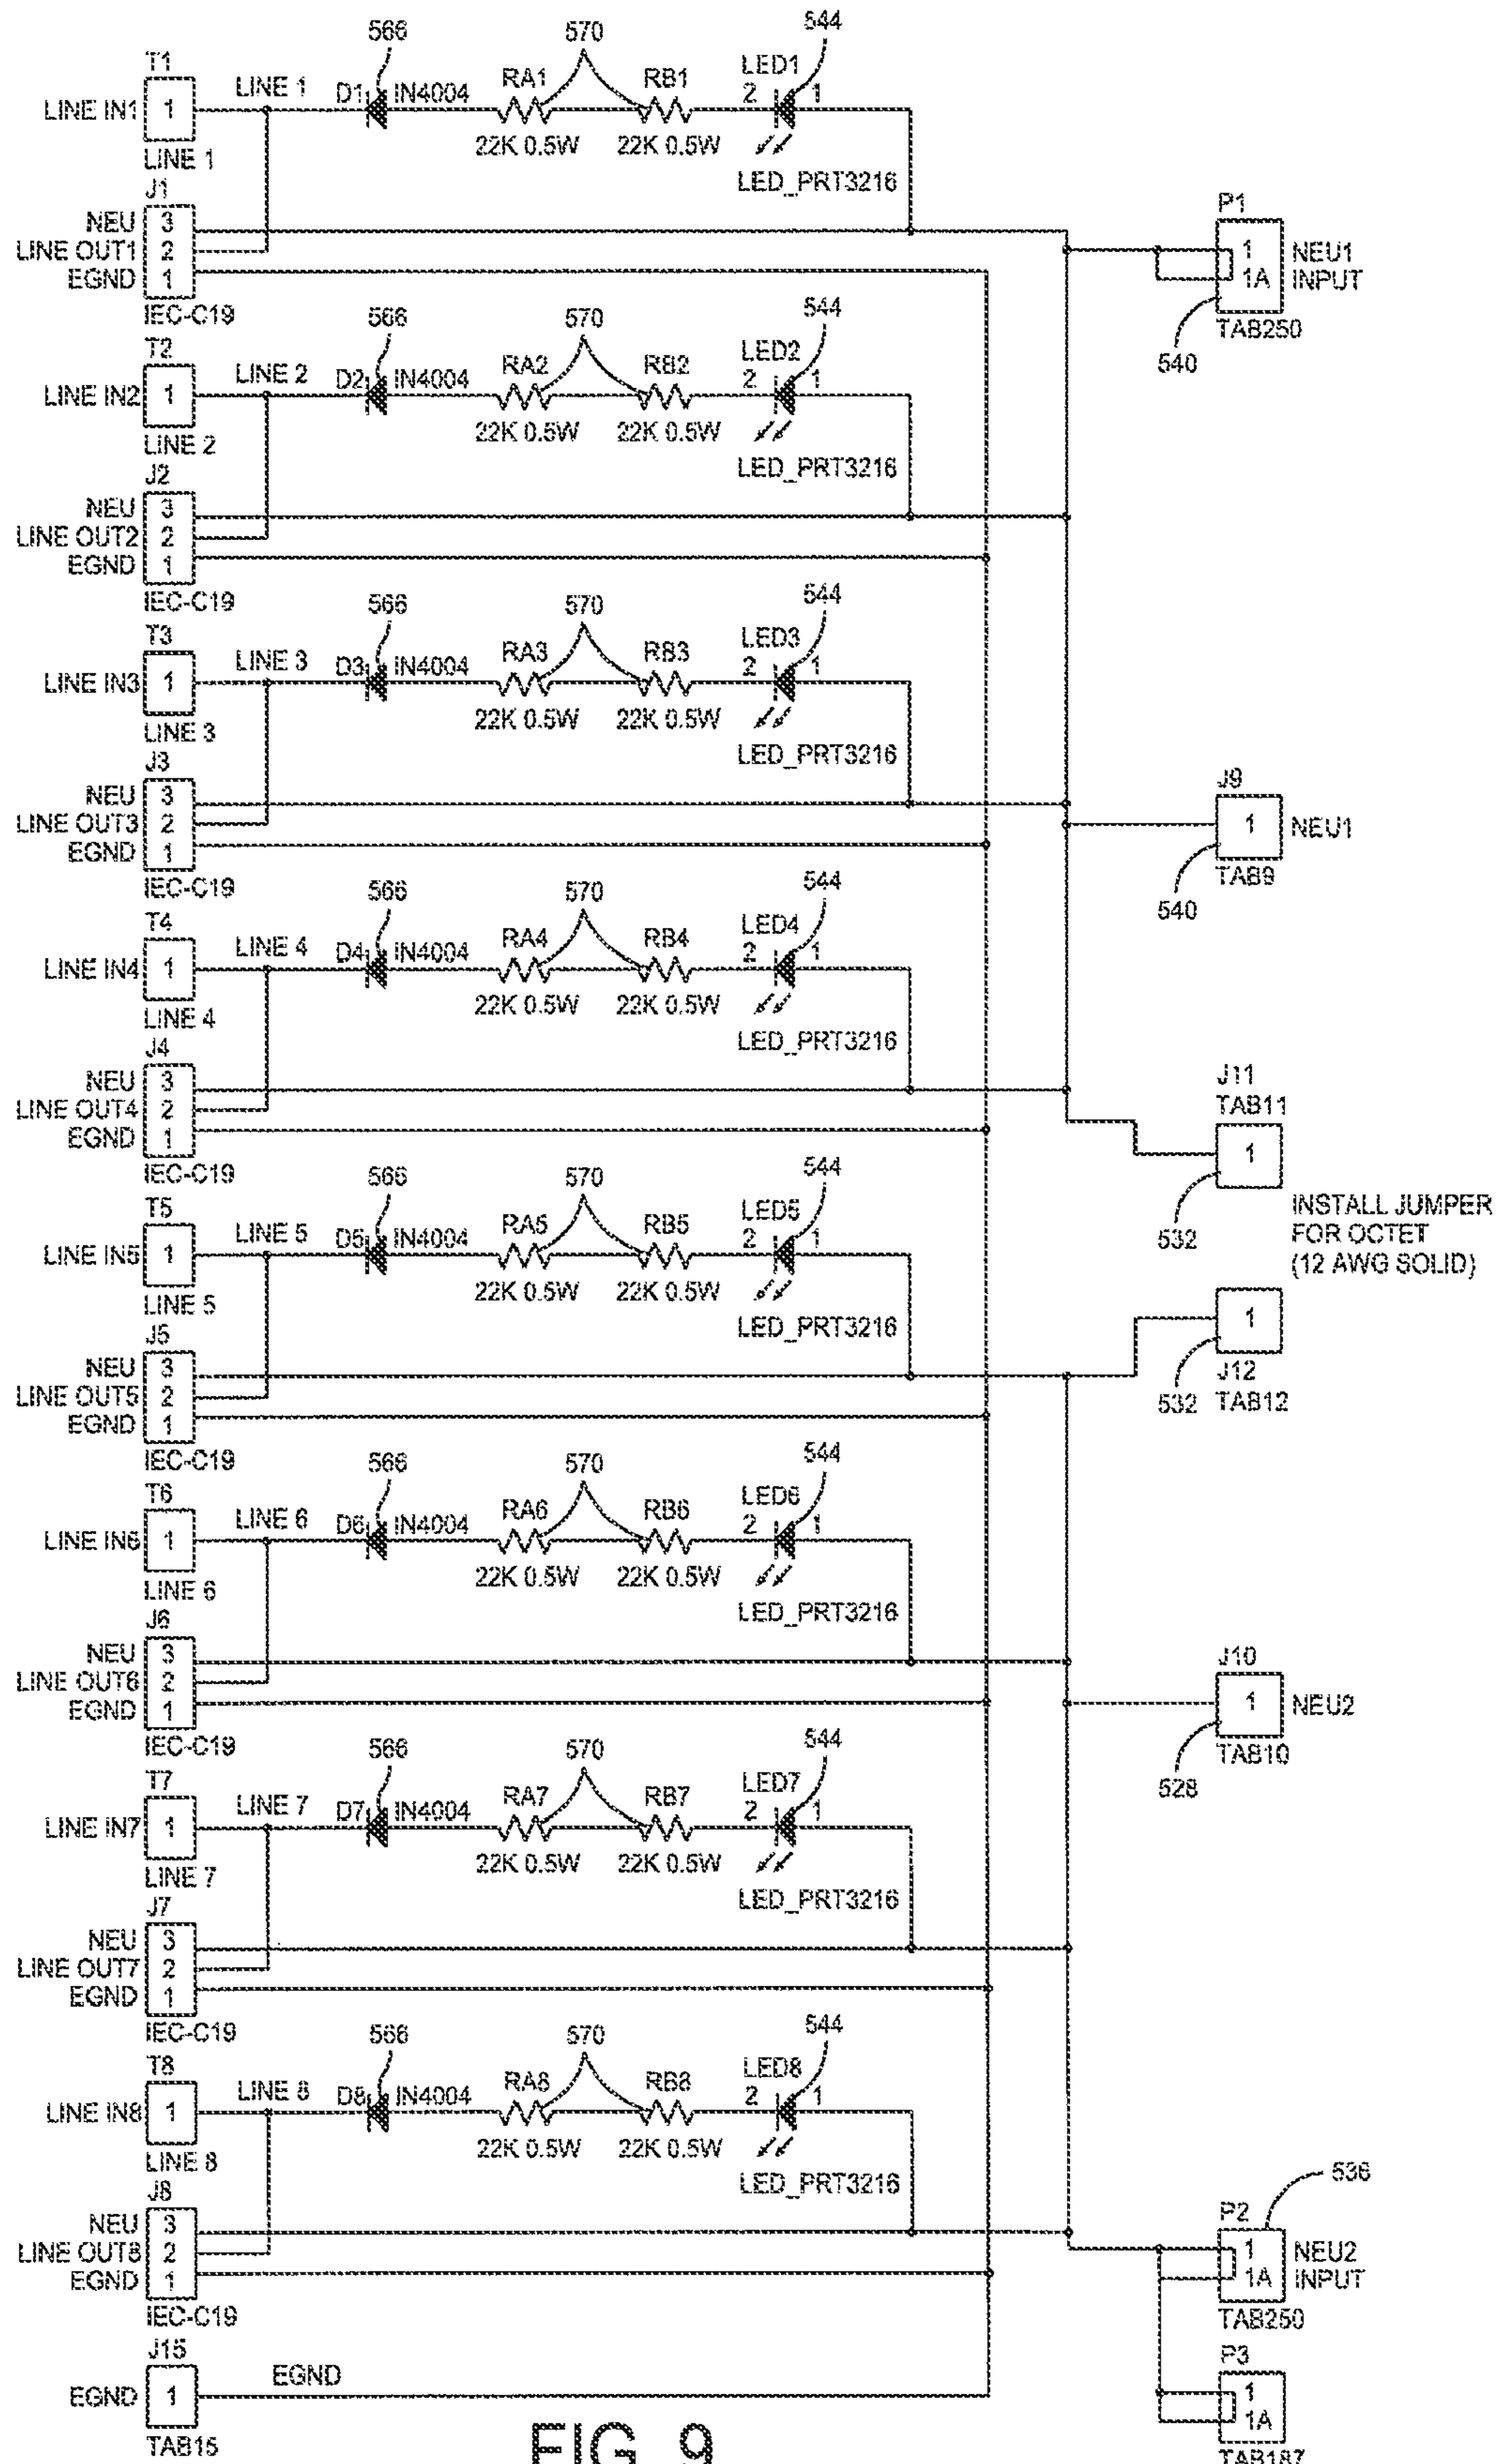 566
570
544
T1
LINE IN1
1
LINE 1
LINE 1
D1
IN4004
RA1
22K 0.5W
RB1
22K 0.5W
LED1
2
1
LED_PRT3216
J1
NEU
3
LINE OUT1
2
EGND
1
IEC-C19
P1
1
1A
NEU1
INPUT
TAB250
540
566
570
544
T2
LINE IN2
1
LINE 2
LINE 2
D2
IN4004
RA2
22K 0.5W
RB2
22K 0.5W
LED2
2
1
LED_PRT3216
J2
NEU
3
LINE OUT2
2
EGND
1
IEC-C19
566
570
544
T3
LINE IN3
1
LINE 3
LINE 3
D3
IN4004
RA3
22K 0.5W
RB3
22K 0.5W
LED3
2
1
LED_PRT3216
J3
NEU
3
LINE OUT3
2
EGND
1
IEC-C19
J9
1
NEU1
TAB9
540
566
570
544
T4
LINE IN4
1
LINE 4
LINE 4
D4
IN4004
RA4
22K 0.5W
RB4
22K 0.5W
LED4
2
1
LED_PRT3216
J4
NEU
3
LINE OUT4
2
EGND
1
IEC-C19
J11
TAB11
1
532
INSTALL JUMPER
FOR OCTET
(12 AWG SOLID)
566
570
544
T5
LINE IN5
1
LINE 5
LINE 5
D5
IN4004
RA5
22K 0.5W
RB5
22K 0.5W
LED5
2
1
LED_PRT3216
J5
NEU
3
LINE OUT5
2
EGND
1
IEC-C19
1
J12
532
TAB12
566
570
544
T6
LINE IN6
1
LINE 6
LINE 6
D6
IN4004
RA6
22K 0.5W
RB6
22K 0.5W
LED6
2
1
LED_PRT3216
J6
NEU
3
LINE OUT6
2
EGND
1
IEC-C19
J10
1
NEU2
TAB10
528
566
570
544
T7
LINE IN7
1
LINE 7
LINE 7
D7
IN4004
RA7
22K 0.5W
RB7
22K 0.5W
LED7
2
1
LED_PRT3216
J7
NEU
3
LINE OUT7
2
EGND
1
IEC-C19
566
570
544
T8
LINE IN8
1
LINE 8
LINE 8
D8
IN4004
RA8
22K 0.5W
RB8
22K 0.5W
LED8
2
1
LED_PRT3216
J8
NEU
3
LINE OUT8
2
EGND
1
IEC-C19
536
P2
1
1A
NEU2
INPUT
TAB250
P3
1
1A
TAB187
J15
EGND
1
EGND
TAB15
FIG. 9